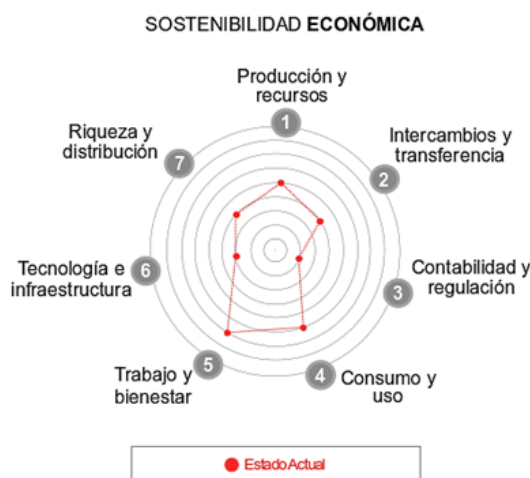 SOSTENIBILIDAD ECONÓMICA
Producción y
recursos
1
Intercambios y
transferencia
2
Contabilidad y
regulación
3
Consumo y
uso
4
Trabajo y
bienestar
5
Tecnología e
infraestructura
6
Riqueza y
distribución
7
Estado Actual